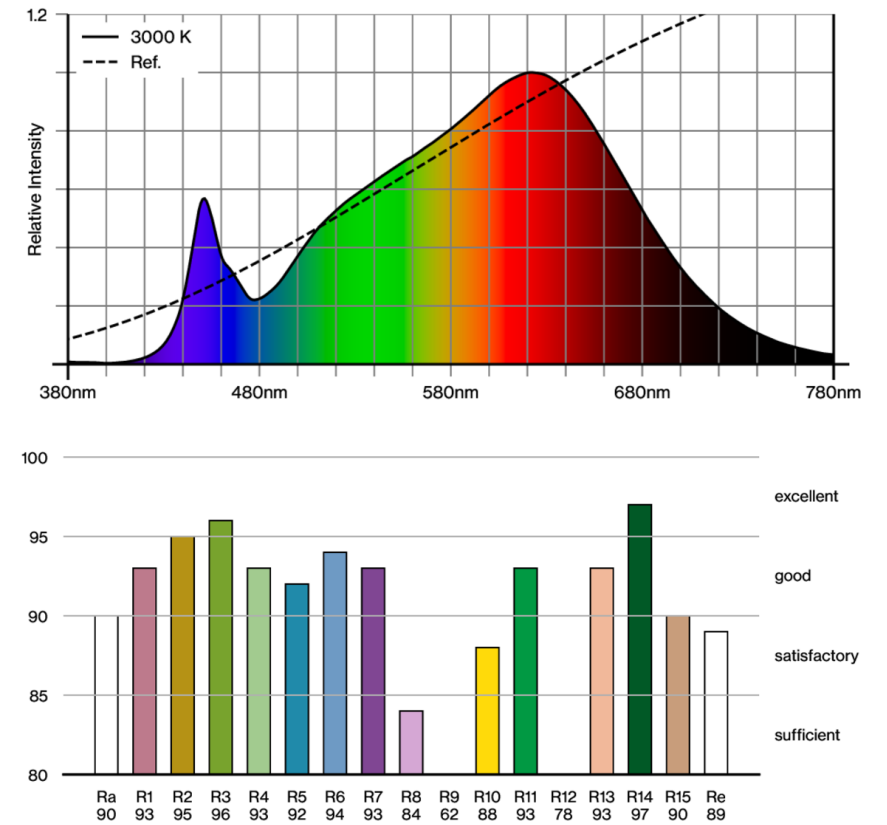 1.2
3000 K
Ref.
Relative Intensity
380nm 480nm 580nm 680nm 780nm
100
excellent
95
good
90
satisfactory
85
sufficient
80
Ra R1 R2 R3 R4 R5 R6 R7 R8 R9 R10 R11 R12 R13 R14 R15 Re
90 93 95 96 93 92 94 93 84 62 88 93 78 93 97 90 89